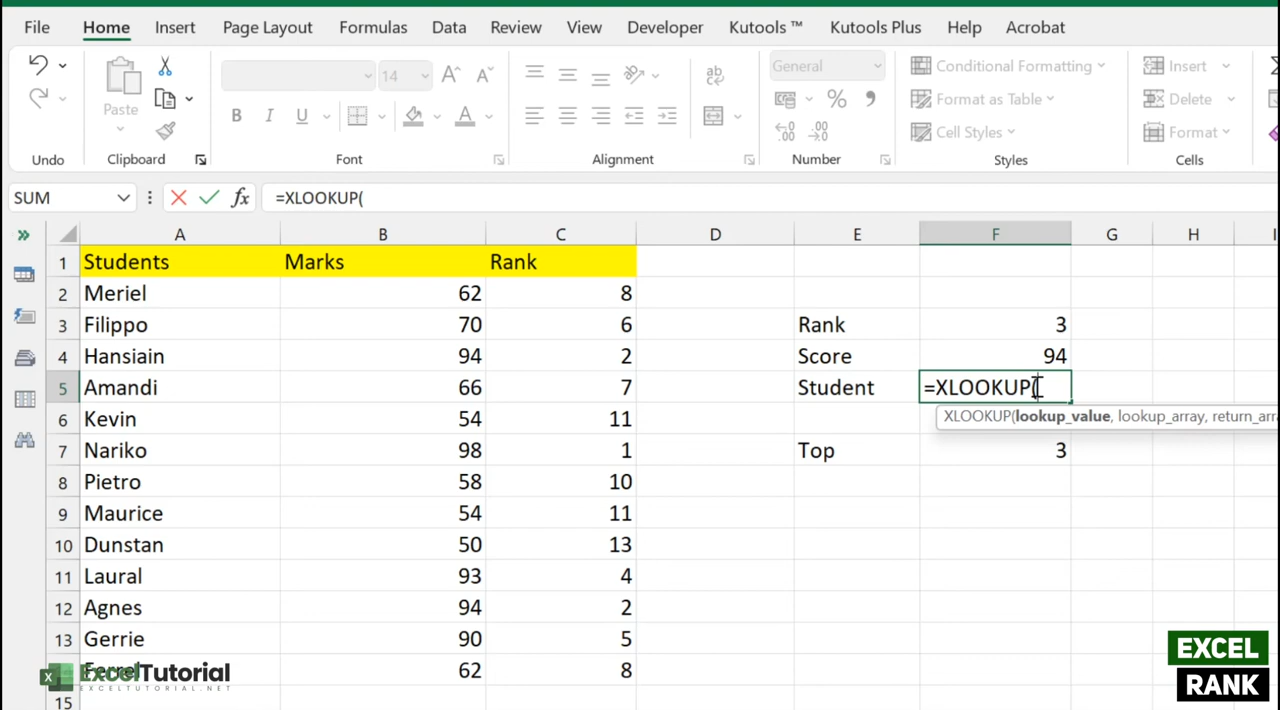 File Home Insert Page Layout Formulas Data Review View Developer Kutools ™ Kutools Plus Help Acrobat
14 A A ab General Conditional Formatting Insert
Paste B I U A % Format as Table Delete
Cell Styles Format
Undo Clipboard Font Alignment Number Styles Cells
SUM fx =XLOOKUP(
A B C D E F G H I
1 Students Marks Rank
2 Meriel 62 8
3 Filippo 70 6 Rank 3
4 Hansiain 94 2 Score 94
5 Amandi 66 7 Student =XLOOKUP(
6 Kevin 54 11
XLOOKUP(lookup_value, lookup_array, return_arra
7 Nariko 98 1 Top 3
8 Pietro 58 10
9 Maurice 54 11
10 Dunstan 50 13
11 Laural 93 4
12 Agnes 94 2
13 Gerrie 90 5
62 8
15
ExcelTutorial
EXCELTUTORIAL.NET
EXCEL
RANK